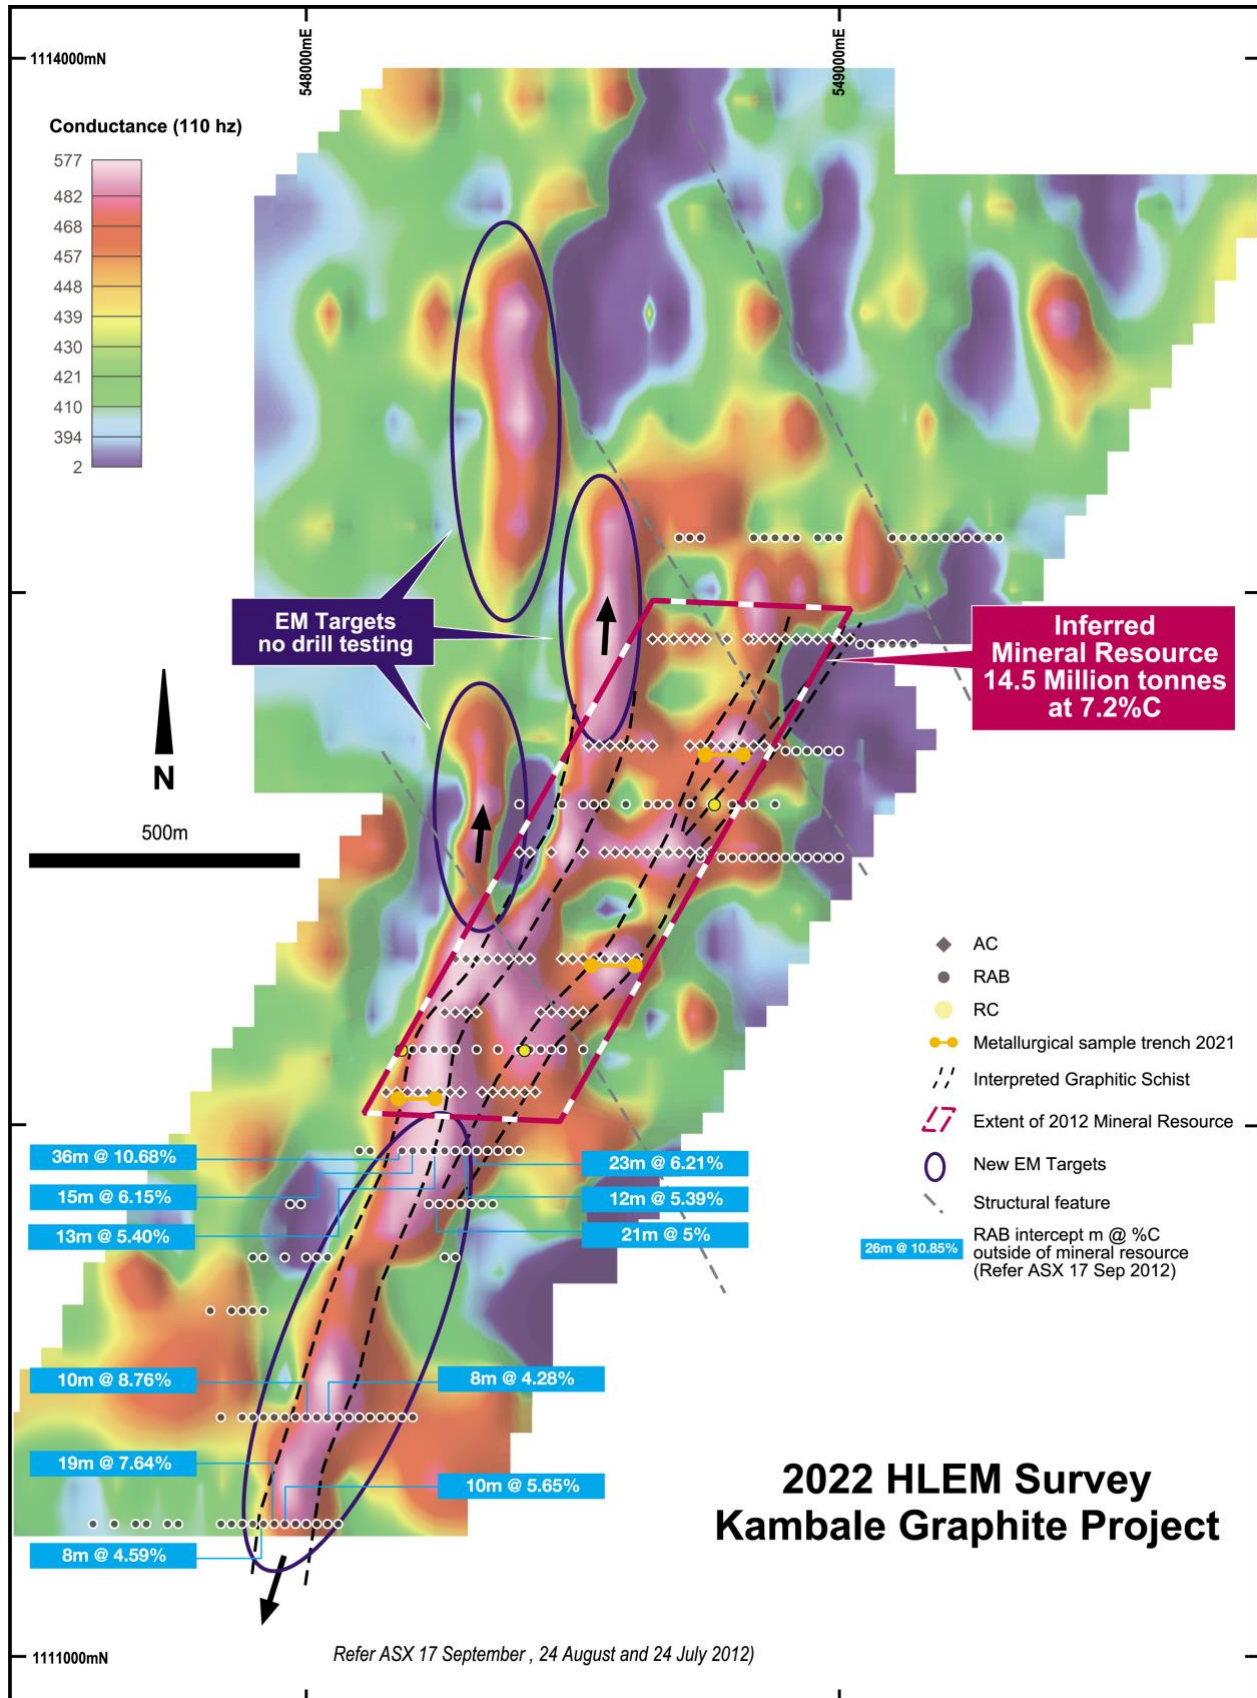 548000mE
549000mE
1114000mN
Conductance (110 hz)
577
482
468
457
448
439
430
421
410
394
2
EM Targets
no drill testing
Inferred
Mineral Resource
14.5 Million tonnes
at 7.2%C
N
500m
AC
RAB
RC
Metallurgical sample trench 2021
Interpreted Graphitic Schist
Extent of 2012 Mineral Resource
New EM Targets
Structural feature
26m @ 10.85%
RAB intercept m @ %C
outside of mineral resource
(Refer ASX 17 Sep 2012)
36m @ 10.68%
15m @ 6.15%
13m @ 5.40%
23m @ 6.21%
12m @ 5.39%
21m @ 5%
10m @ 8.76%
8m @ 4.28%
19m @ 7.64%
10m @ 5.65%
8m @ 4.59%
2022 HLEM Survey
Kambale Graphite Project
Refer ASX 17 September , 24 August and 24 July 2012)
1111000mN